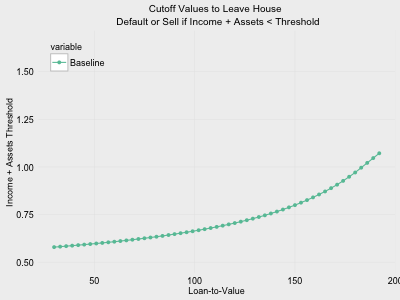 Cutoff Values to Leave House
Default or Sell if Income + Assets < Threshold
variable
Baseline
Income + Assets Threshold
1.50
1.25
1.00
0.75
0.50
50
100
150
200
Loan-to-Value